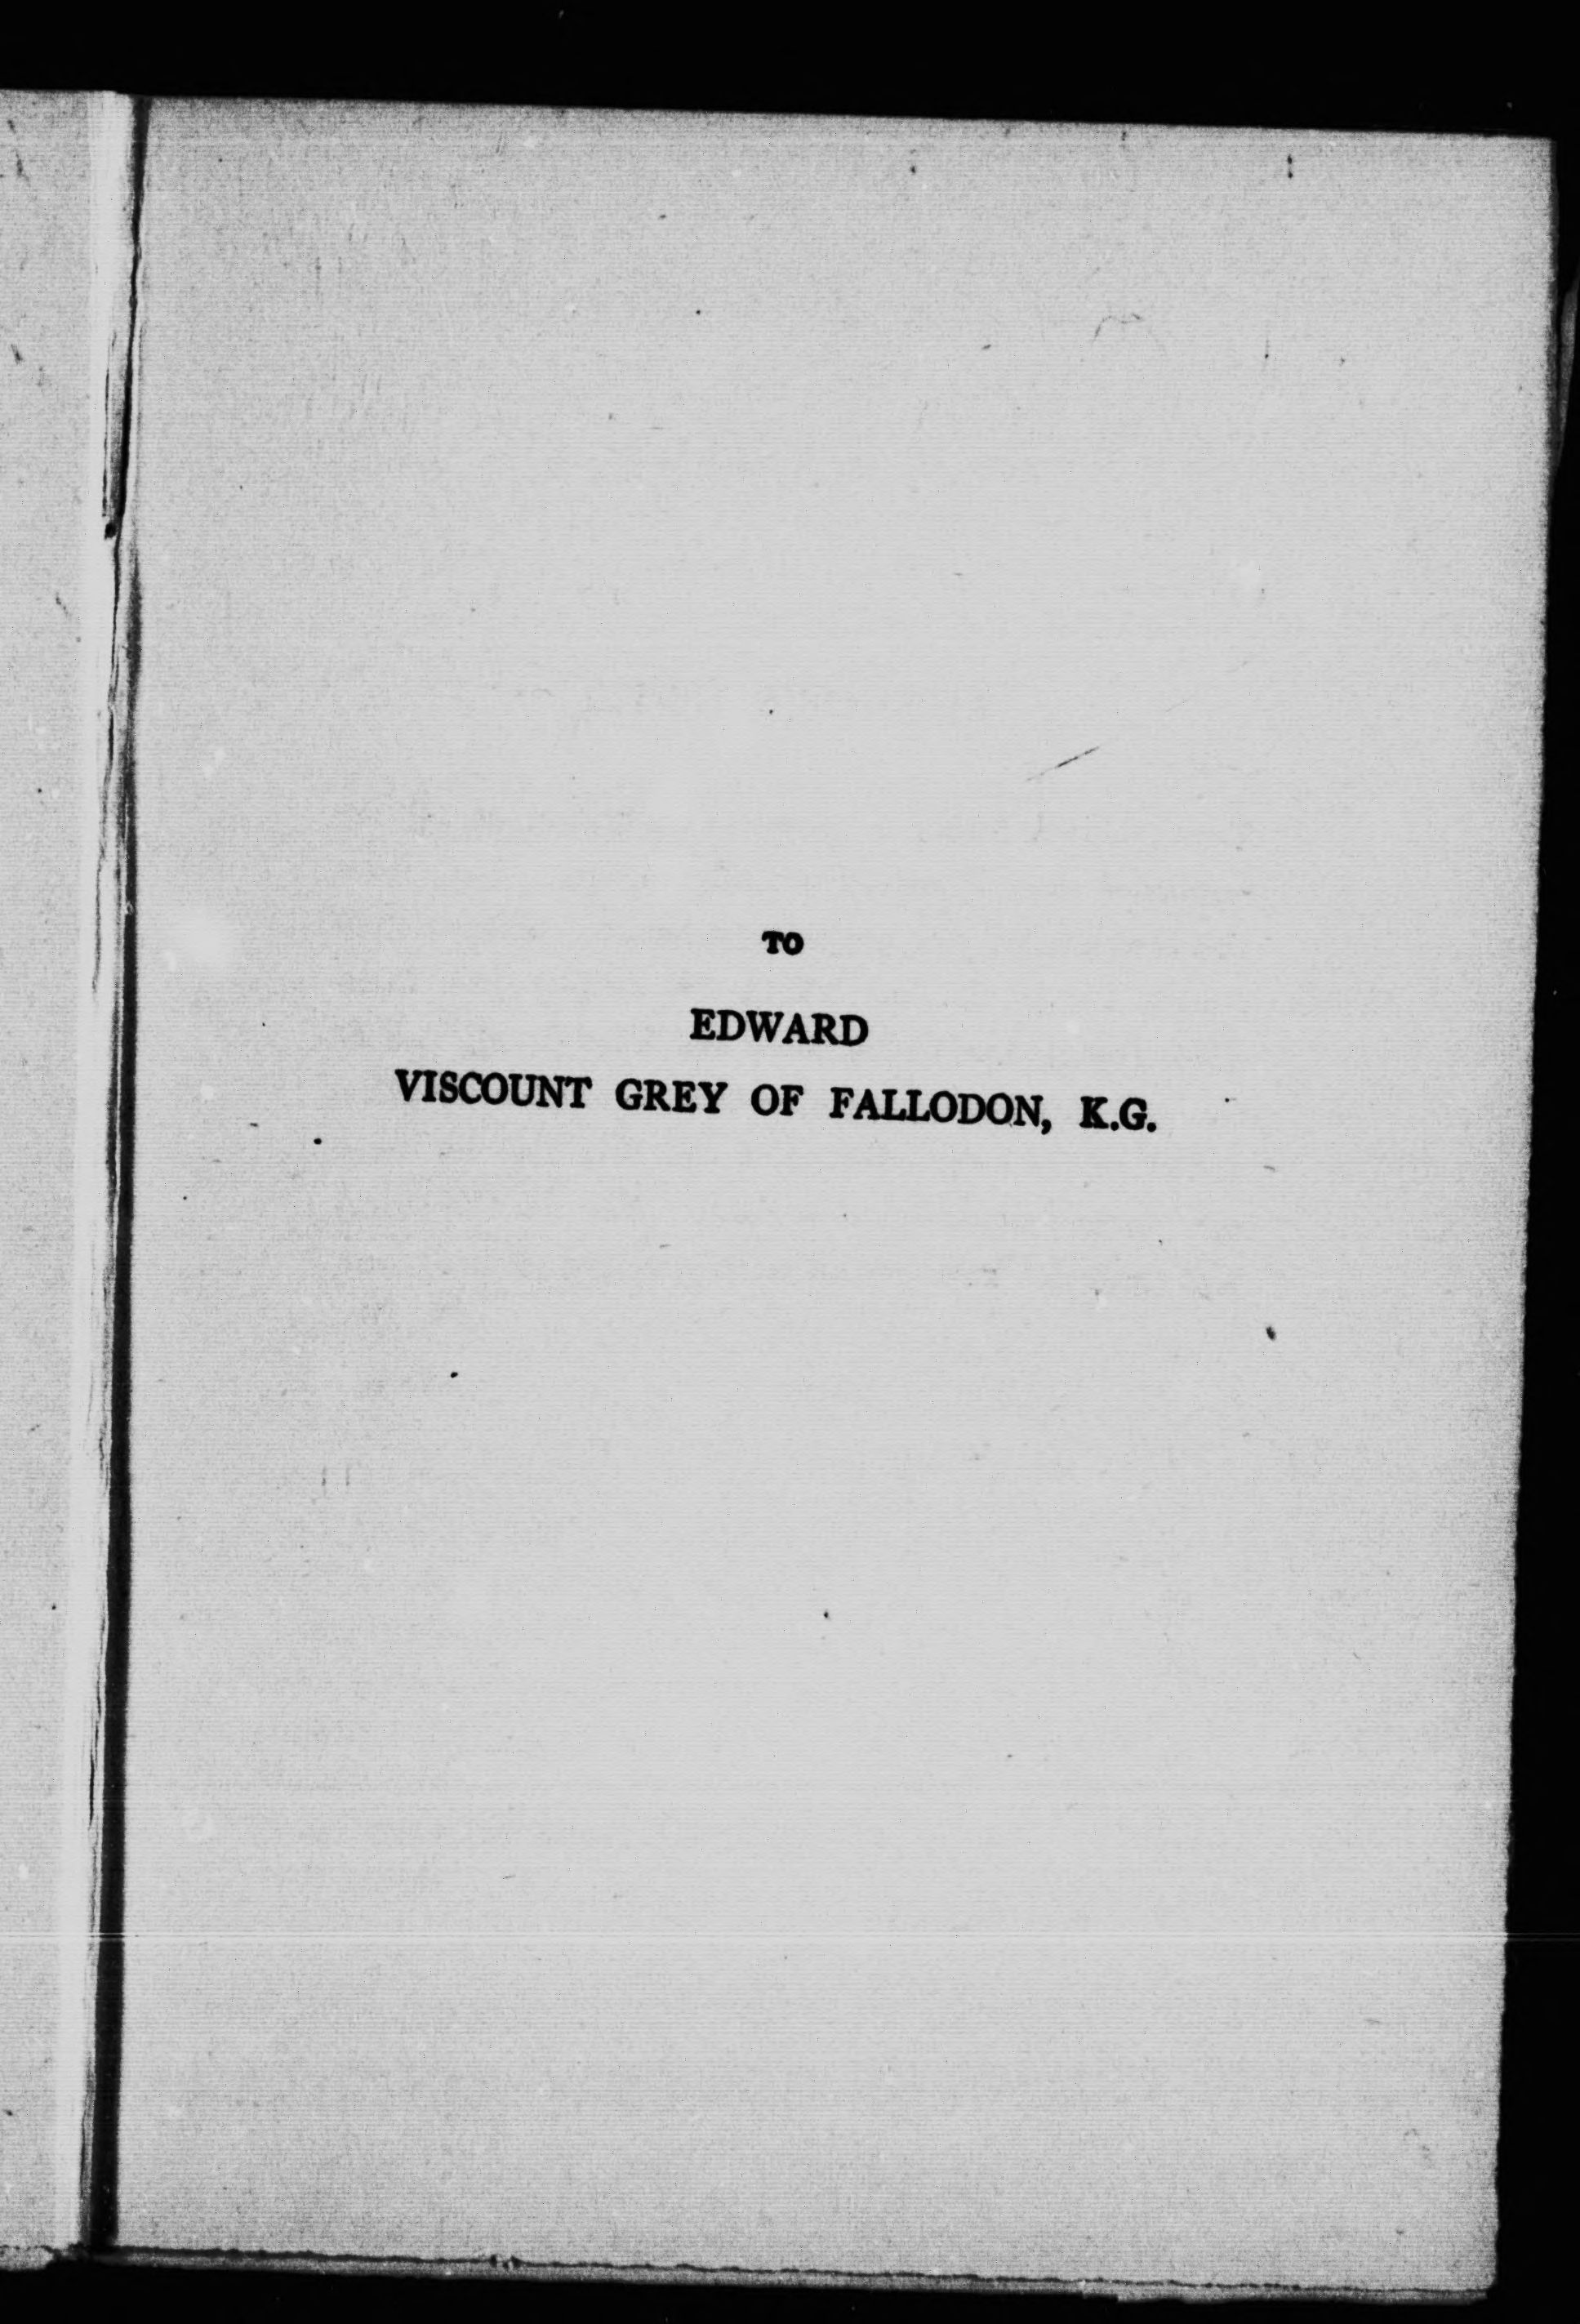 TO
EDWARD
VISCOUNT GREY OF FALLODON, K.G.